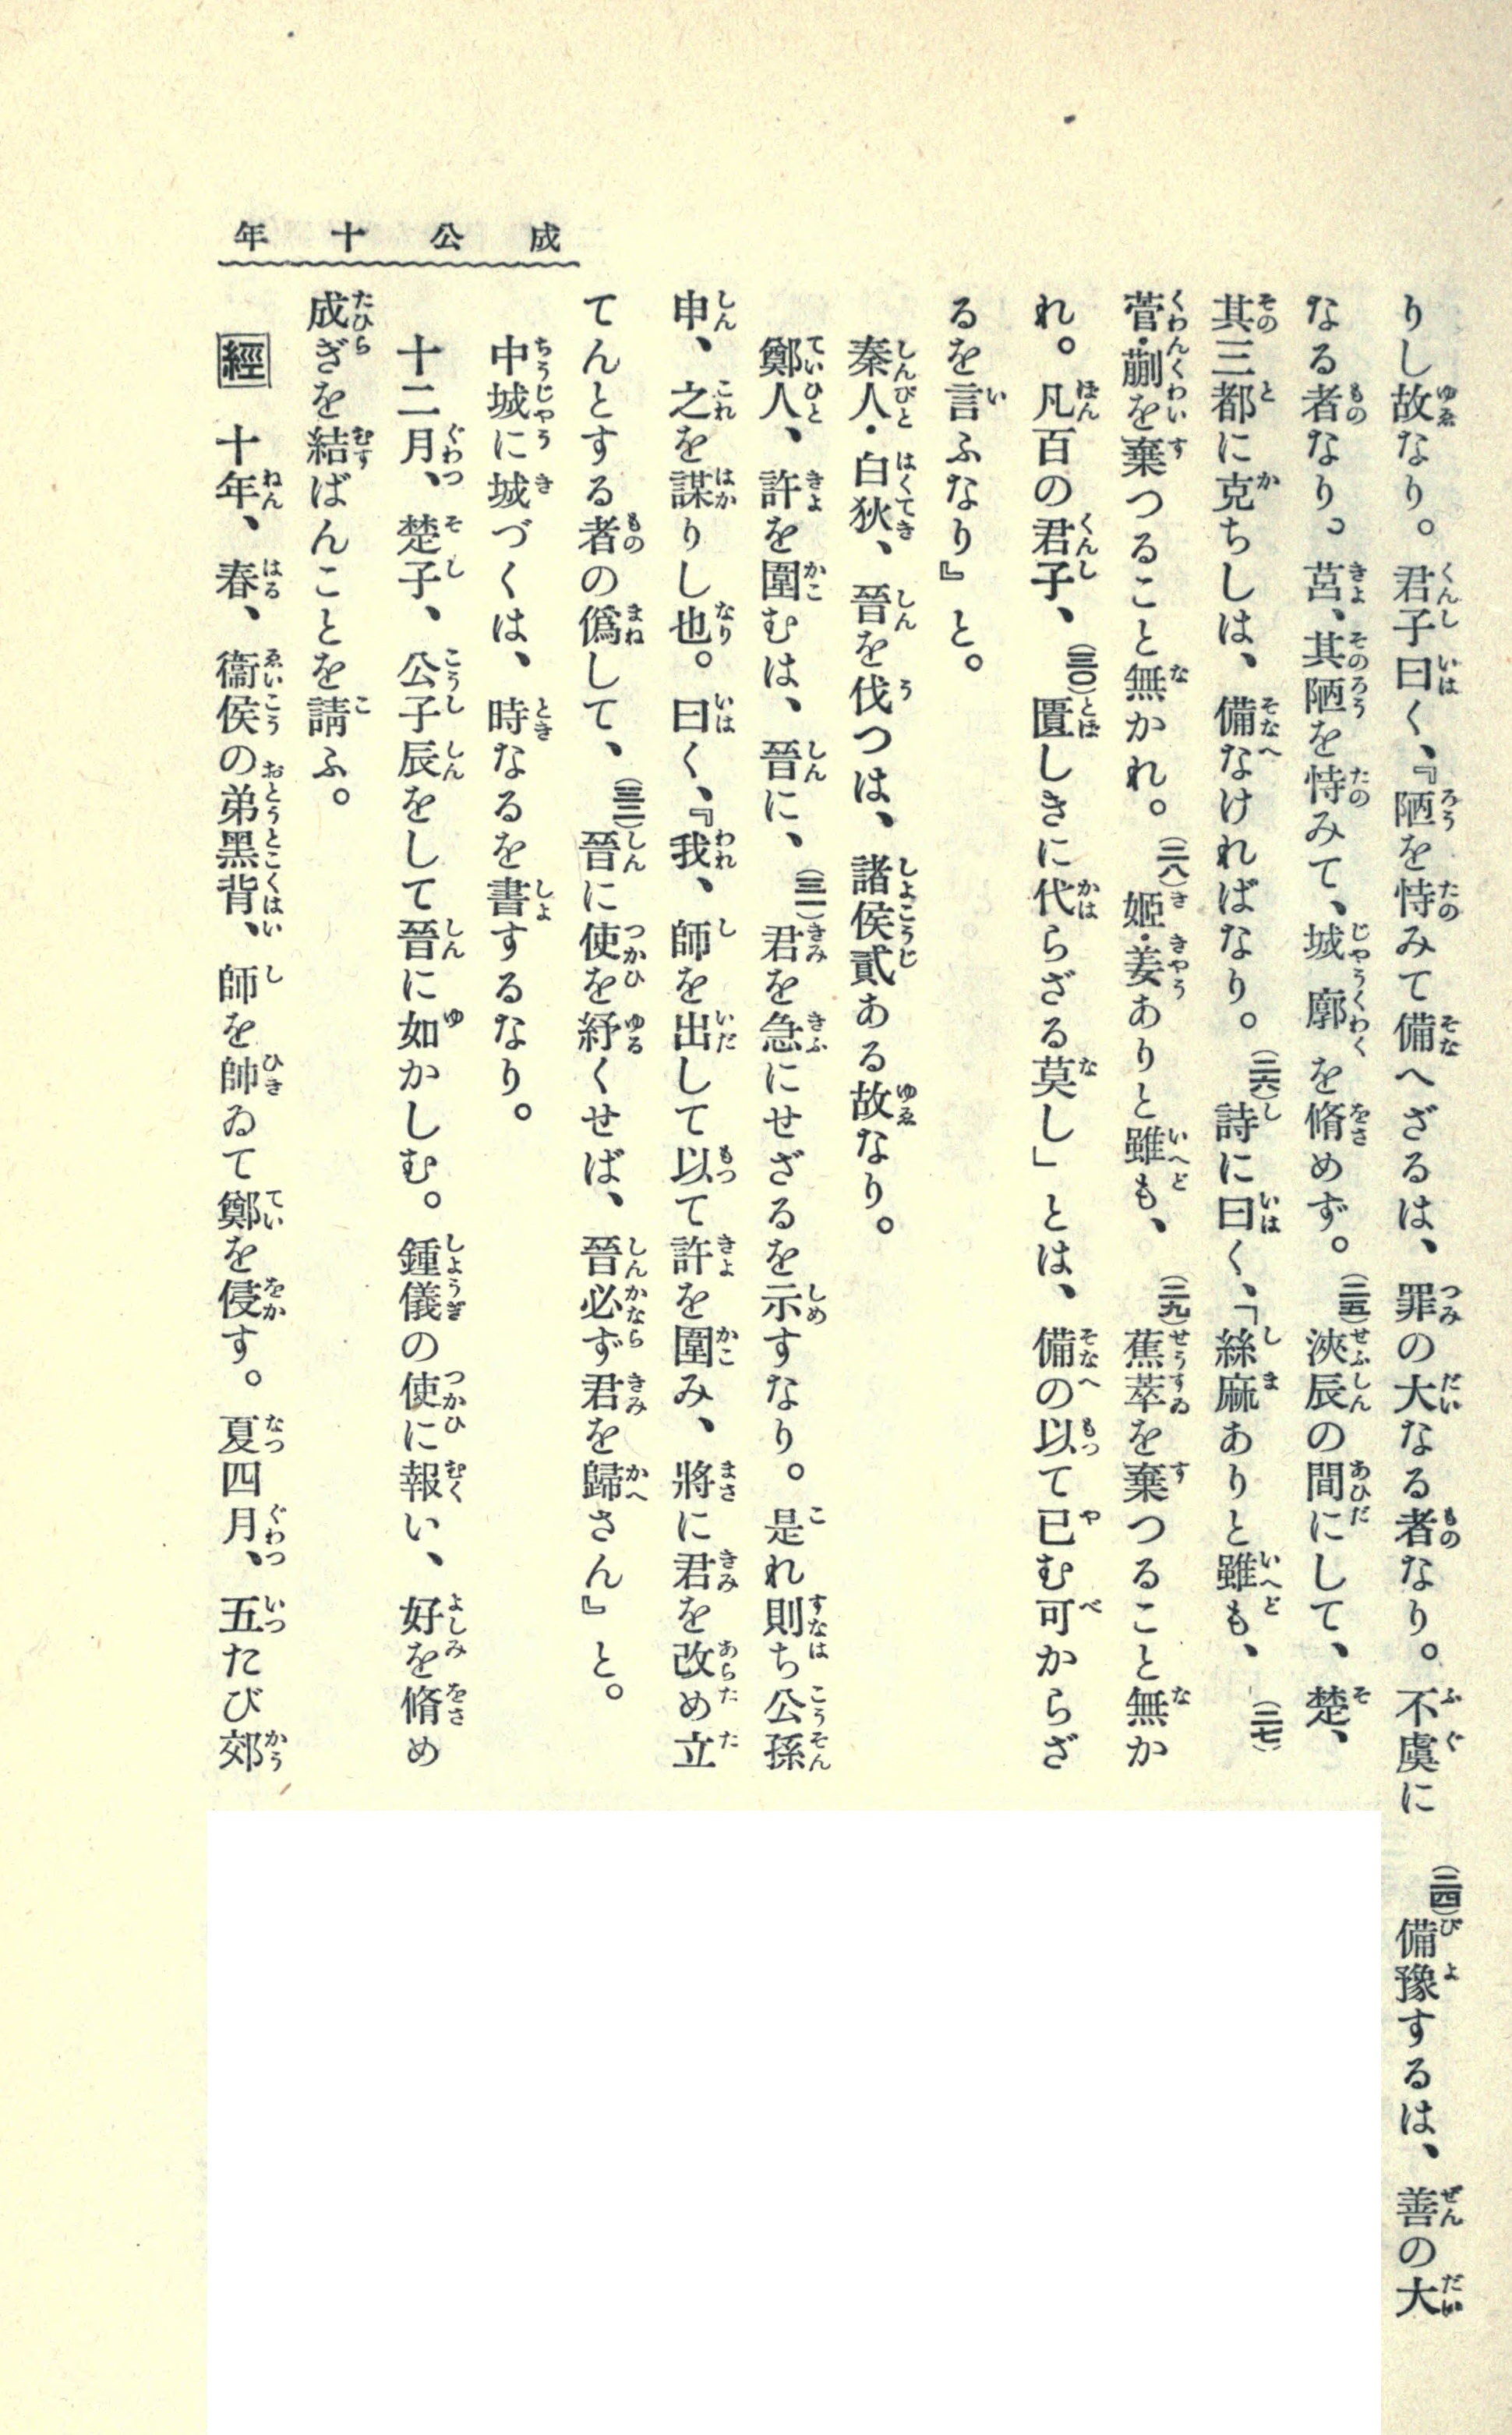 成公十年
りし故なり。君子曰く、『陋を恃みて備へざるは、罪の大なる者なり。不虞に(二四)備豫するは、善の大
なる者なり。莒、其陋を恃みて、城廓を脩めず。(二五)浹辰の間にして、楚、
其三都に克ちしは、備なければなり。(二六)詩に曰く、「絲麻ありと雖も、(二七)
菅・蒯を棄つること無かれ。(二八)姬・姜ありと雖も、(二九)蕉萃を棄つること無か
れ。凡百の君子、(三〇)匱しきに代らざる莫し」とは、備の以て已む可からざ
るを言ふなり』と。
秦人・白狄、晉を伐つは、諸侯貳ある故なり。
鄭人、許を圍むは、晉に、(三一)君を急にせざるを示すなり。是れ則ち公孫
申、之を謀りし也。曰く、『我、師を出して以て許を圍み、將に君を改め立
てんとする者の僞して、(三二)晉に使を紓くせば、晉必ず君を歸さん』と。
中城に城づくは、時なるを書するなり。
十二月、楚子、公子辰をして晉に如かしむ。鍾儀の使に報い、好を脩め
成ぎを結ばんことを請ふ。
經 十年、春、衞侯の弟黑背、師を帥ゐて鄭を侵す。夏四月、五たび郊